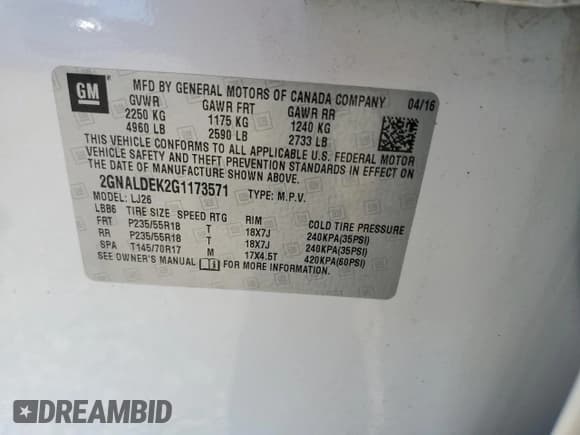 GM
MFD BY GENERAL MOTORS OF CANADA COMPANY 04/16
GVWR GAWR FRT GAWR RR
2250 KG 1175 KG 1240 KG
4960 LB 2590 LB 2733 LB
THIS VEHICLE CONFORMS TO ALL APPLICABLE U.S. FEDERAL MOTOR
VEHICLE SAFETY AND THEFT PREVENTION STANDARDS IN EFFECT ON
THE DATE OF MANUFACTURE SHOWN ABOVE.
2GNALDEK2G1173571 TYPE: M.P.V.
MODEL: LJ26
LBB6 TIRE SIZE SPEED RTG RIM COLD TIRE PRESSURE
FRT P235/55R18 T 18X7J 240KPA(35PSI)
RR P235/55R18 T 18X7J 240KPA(35PSI)
SPA T145/70R17 M 17X4.5T 420KPA(60PSI)
SEE OWNER'S MANUAL FOR MORE INFORMATION.
DREAMBID